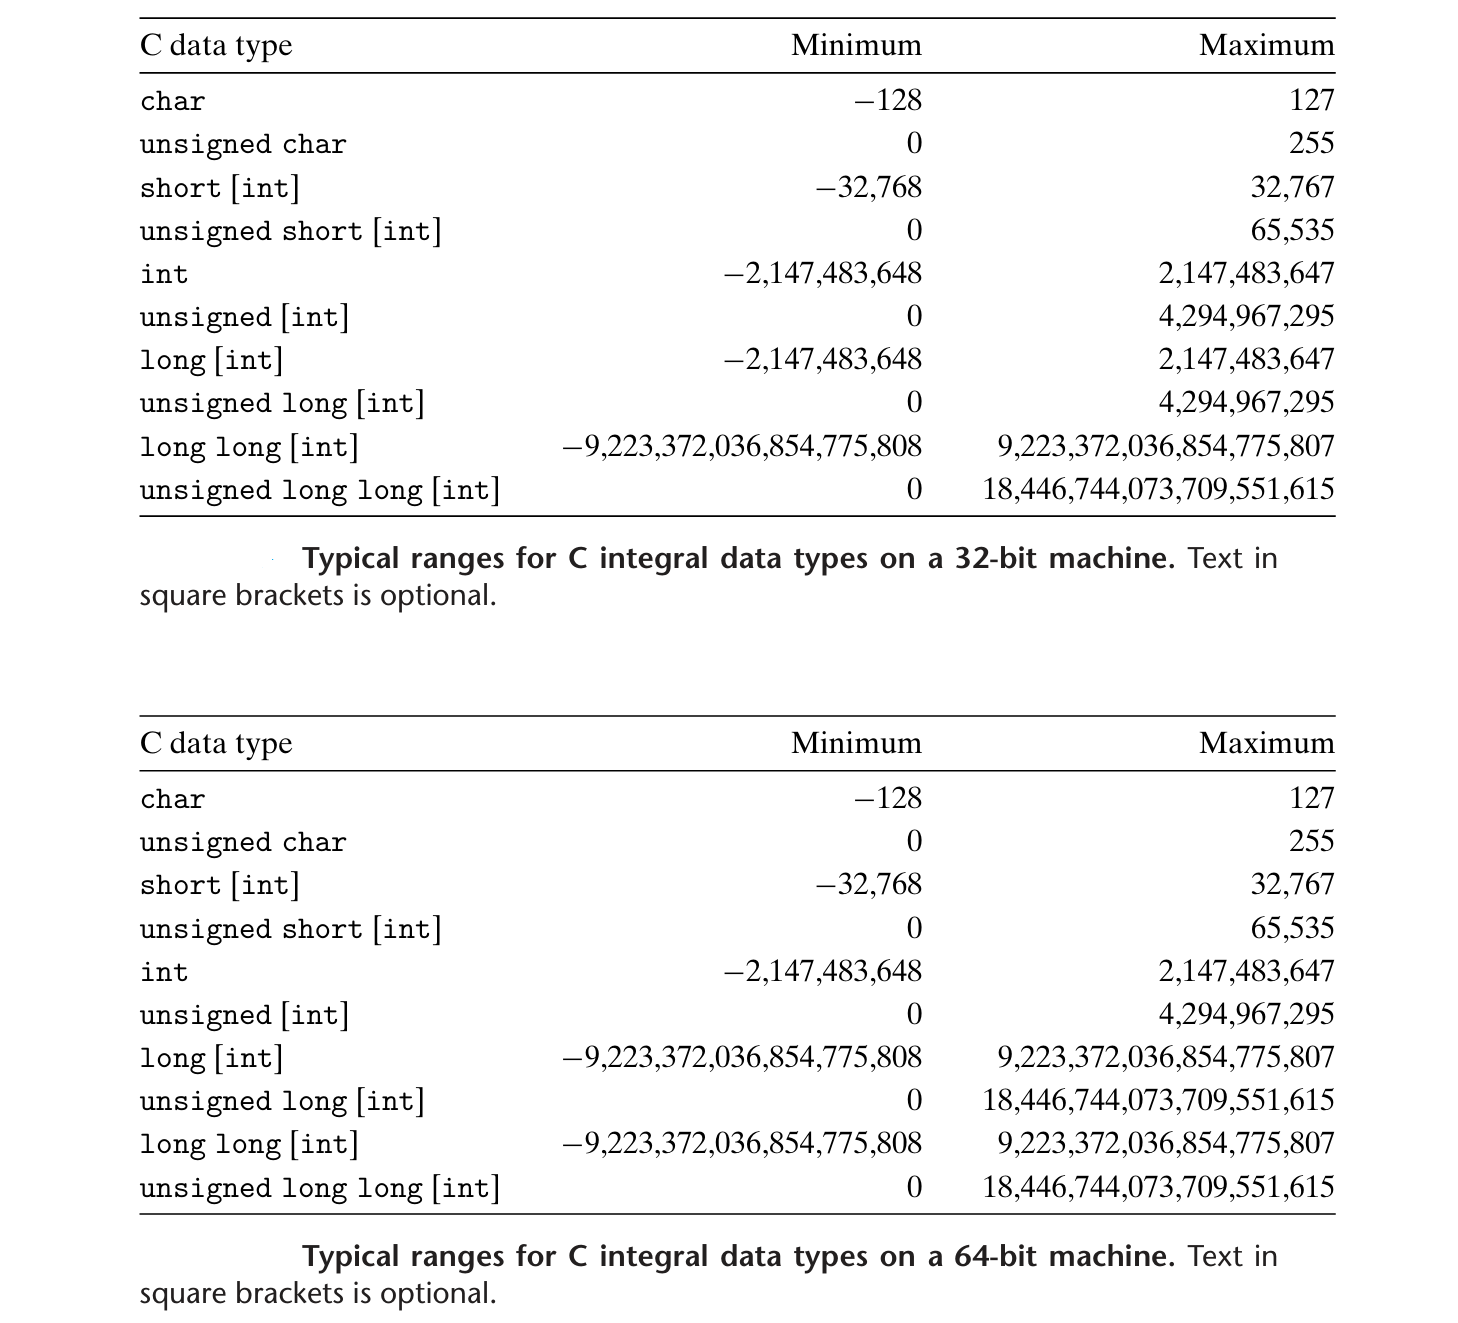 C data type Minimum Maximum
char −128 127
unsigned char 0 255
short [int] −32,768 32,767
unsigned short [int] 0 65,535
int −2,147,483,648 2,147,483,647
unsigned [int] 0 4,294,967,295
long [int] −2,147,483,648 2,147,483,647
unsigned long [int] 0 4,294,967,295
long long [int] −9,223,372,036,854,775,808 9,223,372,036,854,775,807
unsigned long long [int] 0 18,446,744,073,709,551,615
Typical ranges for C integral data types on a 32-bit machine. Text in
square brackets is optional.
C data type Minimum Maximum
char −128 127
unsigned char 0 255
short [int] −32,768 32,767
unsigned short [int] 0 65,535
int −2,147,483,648 2,147,483,647
unsigned [int] 0 4,294,967,295
long [int] −9,223,372,036,854,775,808 9,223,372,036,854,775,807
unsigned long [int] 0 18,446,744,073,709,551,615
long long [int] −9,223,372,036,854,775,808 9,223,372,036,854,775,807
unsigned long long [int] 0 18,446,744,073,709,551,615
Typical ranges for C integral data types on a 64-bit machine. Text in
square brackets is optional.